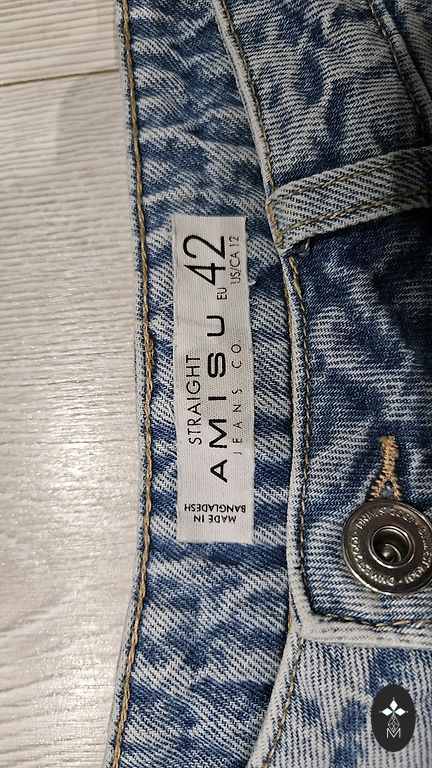 STRAIGHT
AMISU
JEANS CO.
EU 42
US/CA 12
MADE IN
BANGLADESH